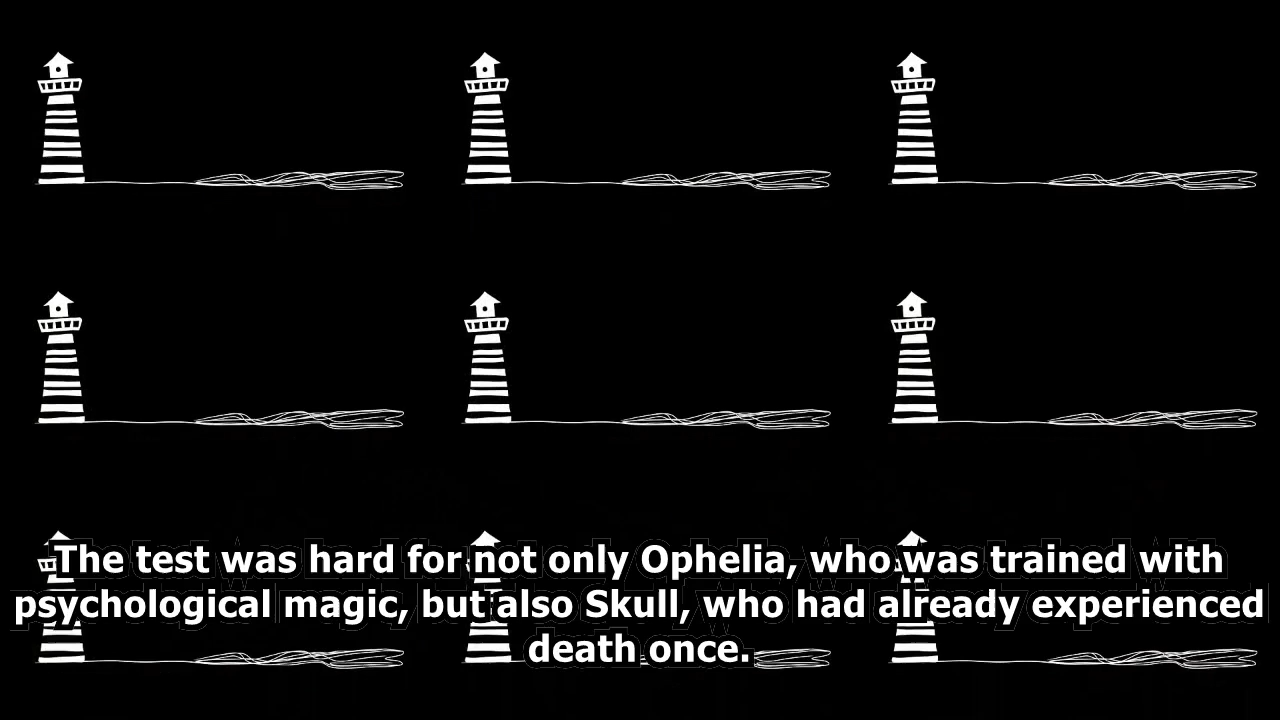 The test was hard for not only Ophelia, who was trained with
psychological magic, but also Skull, who had already experienced
death once.